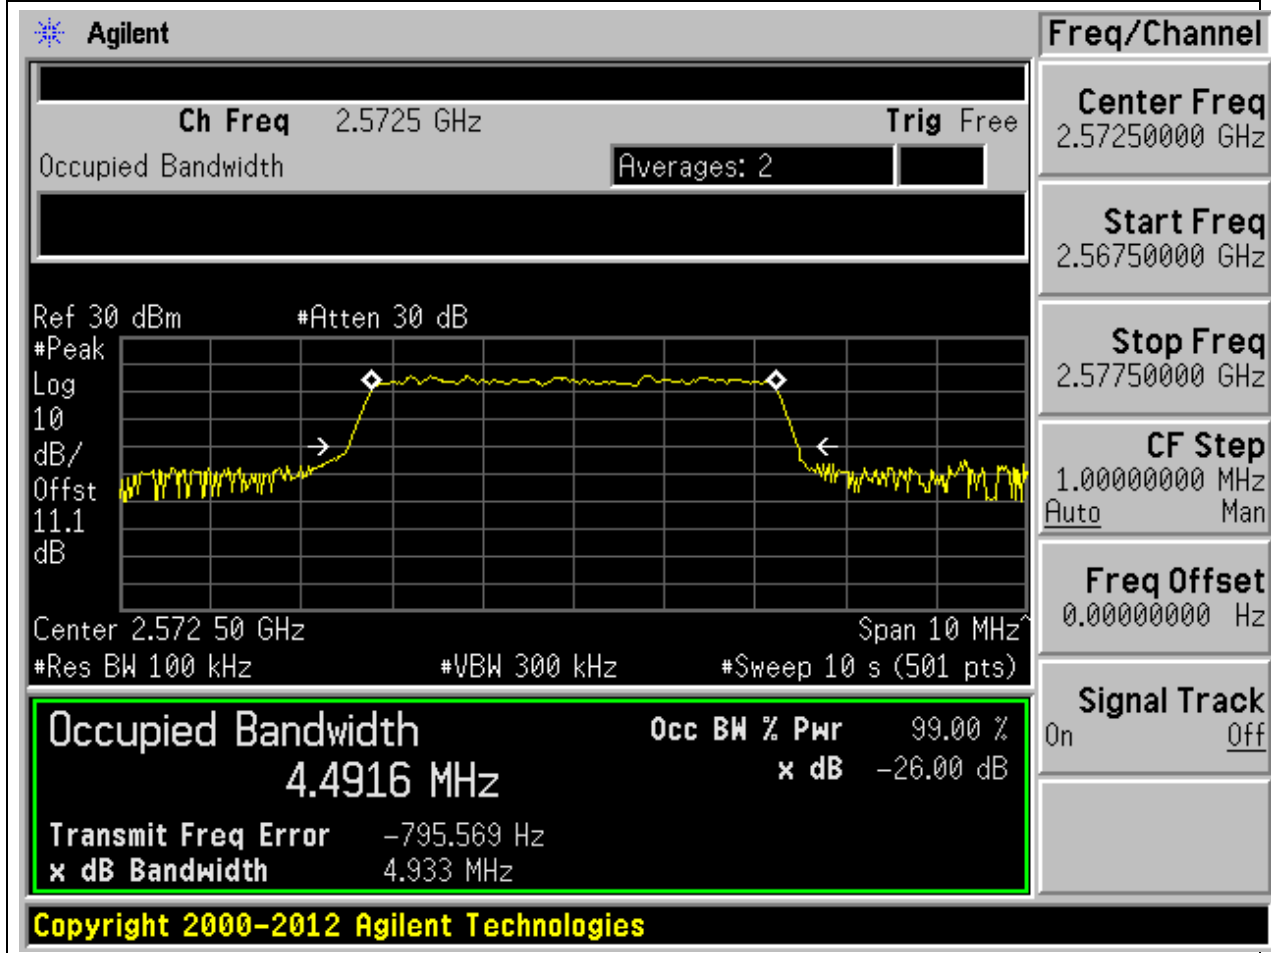 Agilent
Freq/Channel
Ch Freq 2.5725 GHz Trig Free
Occupied Bandwidth Averages: 2
Center Freq
2.57250000 GHz
Start Freq
2.56750000 GHz
Stop Freq
2.57750000 GHz
CF Step
1.00000000 MHz
Auto Man
Freq Offset
0.00000000 Hz
Signal Track
On Off
Ref 30 dBm #Atten 30 dB
#Peak
Log
10
dB/
Offst
11.1
dB
Center 2.572 50 GHz Span 10 MHz^
#Res BW 100 kHz #VBW 300 kHz #Sweep 10 s (501 pts)
Occupied Bandwidth Occ BW % Pwr 99.00 %
4.4916 MHz x dB -26.00 dB
Transmit Freq Error -795.569 Hz
x dB Bandwidth 4.933 MHz
Copyright 2000-2012 Agilent Technologies